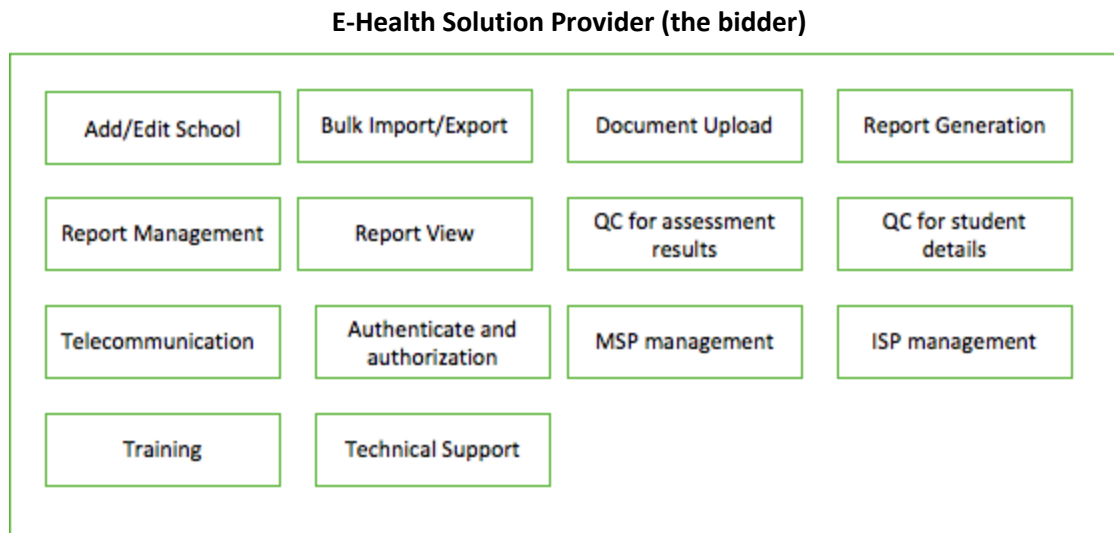 E-Health Solution Provider (the bidder)
Add/Edit School
Bulk Import/Export
Document Upload
Report Generation
Report Management
Report View
QC for assessment
results
QC for student
details
Telecommunication
Authenticate and
authorization
MSP management
ISP management
Training
Technical Support